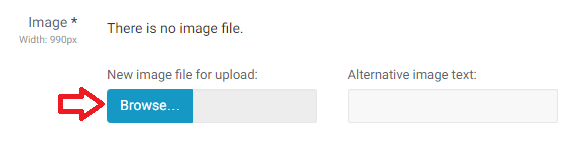 Image *
Width: 990px
There is no image file.
New image file for upload:
Alternative image text:
Browse...